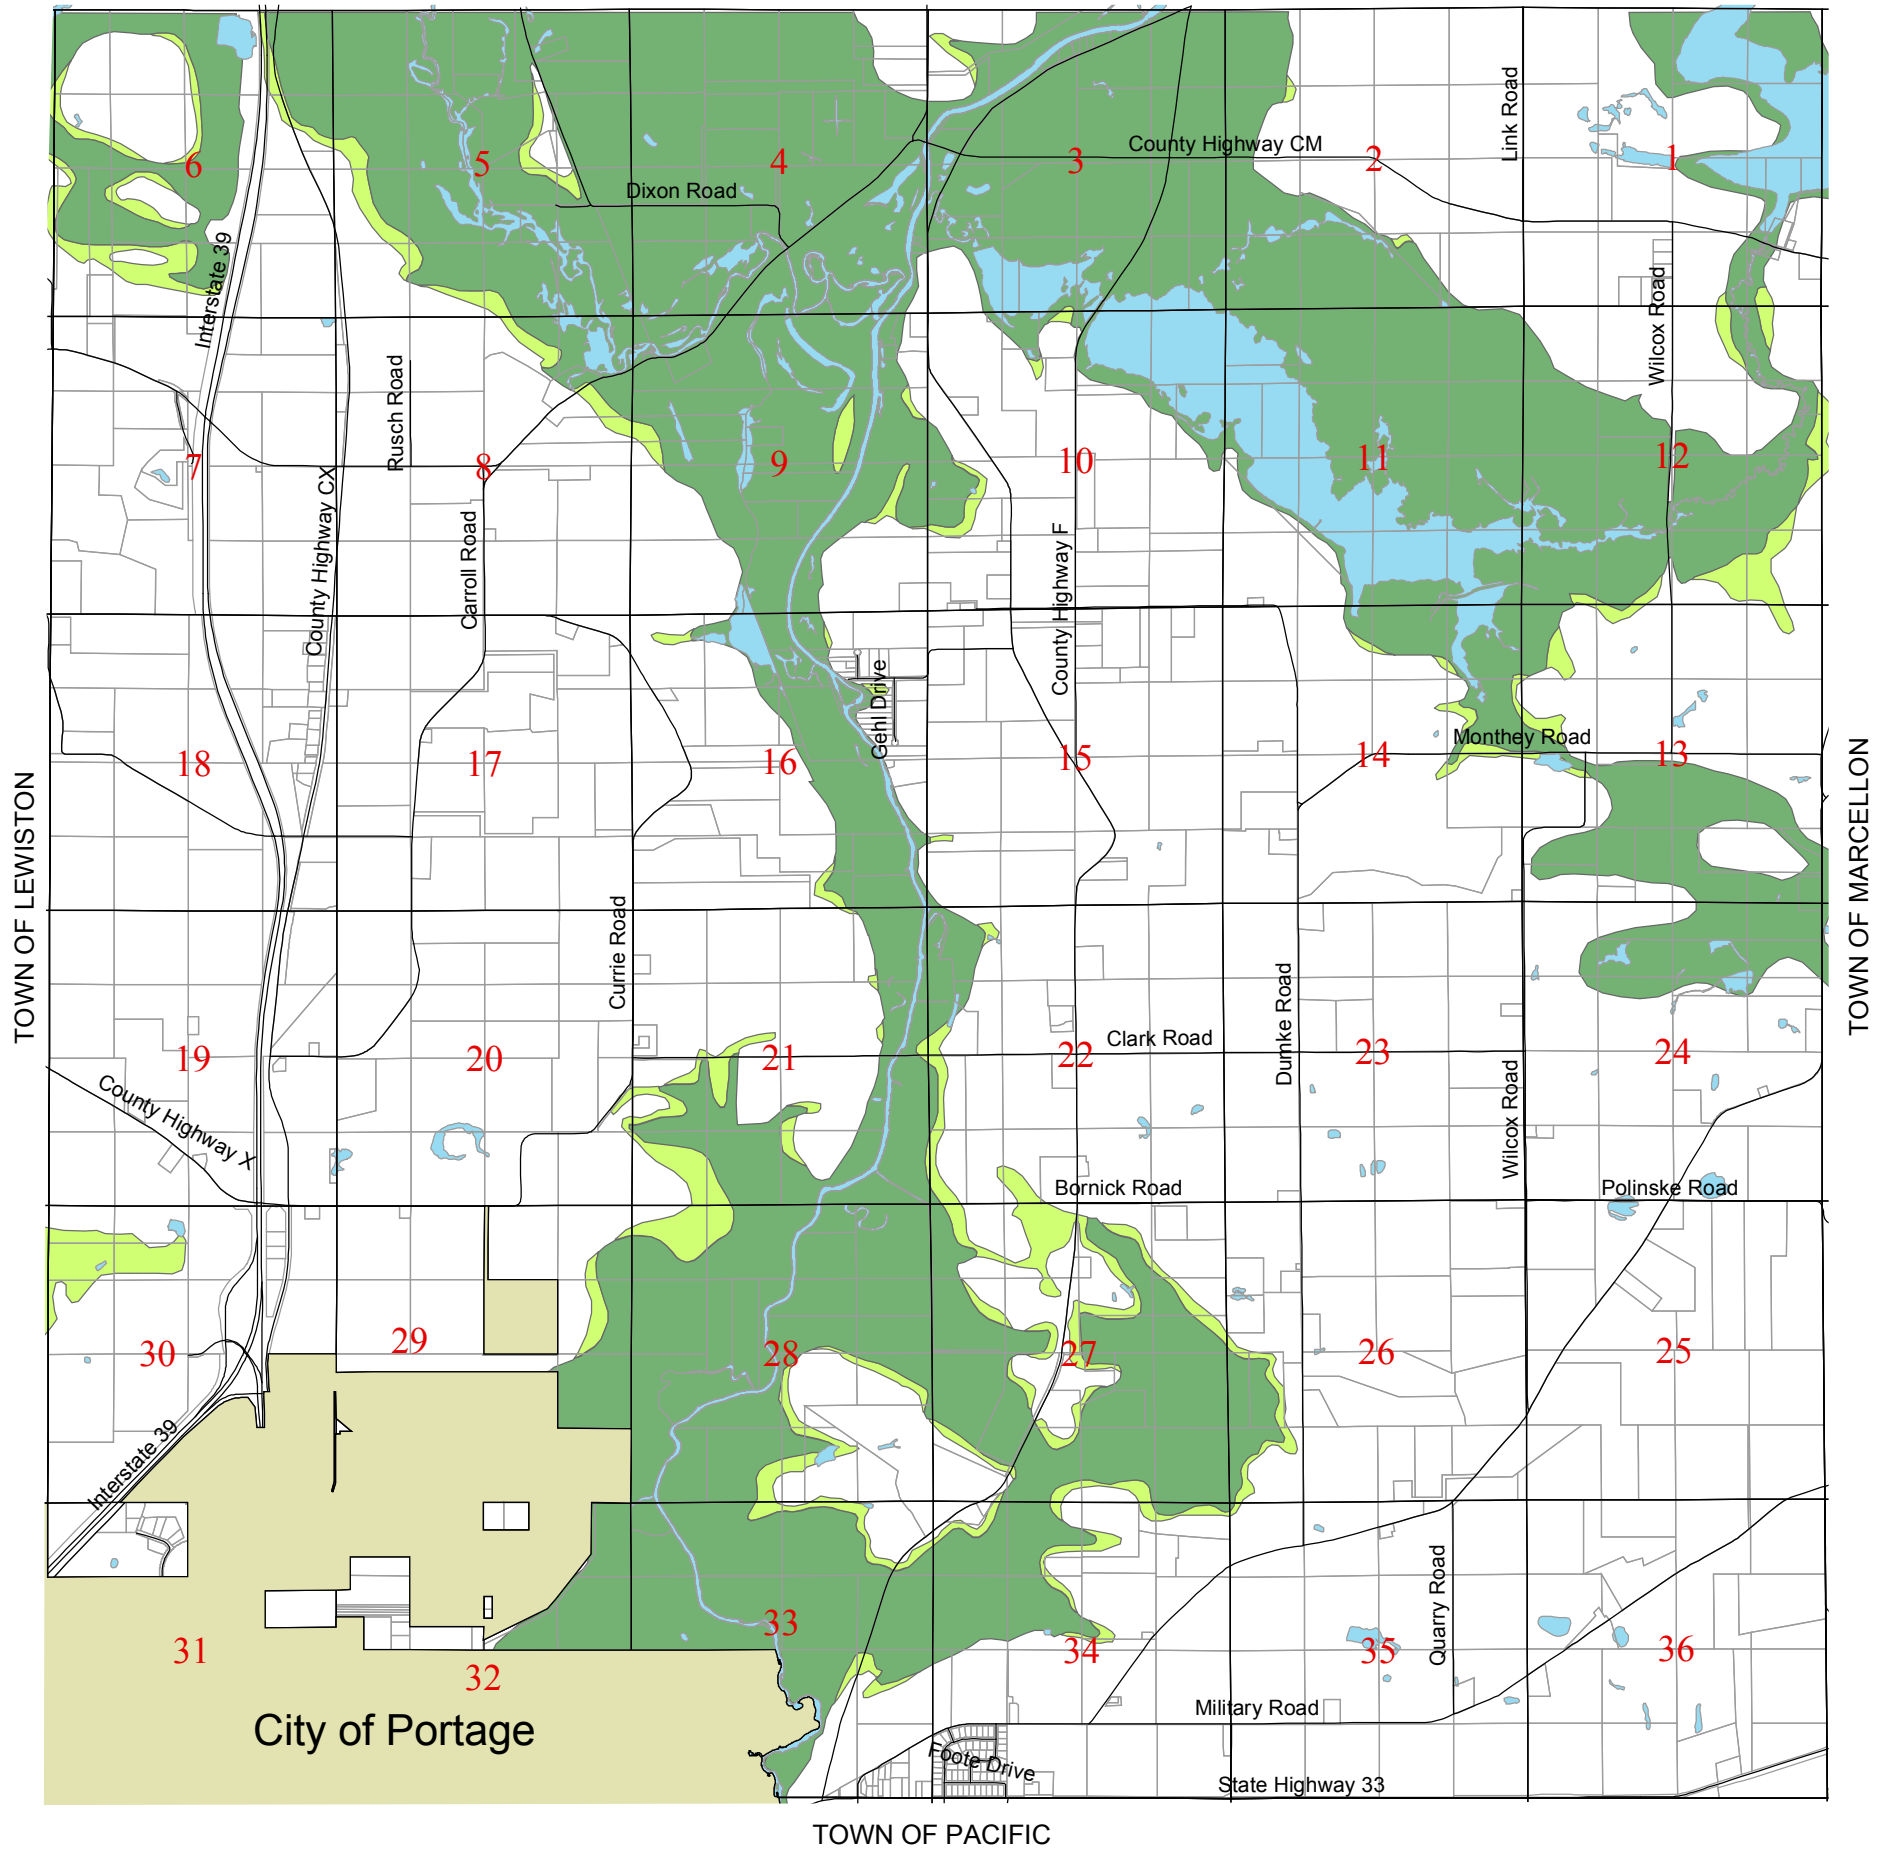 Link Road
County Highway CM
6
5
4
3
2
1
Dixon Road
Interstate 39
Wilcox Road
Rusch Road
7
8
9
10
11
12
County Highway CX
Carroll Road
County Highway F
Gehl Drive
Monthey Road
18
17
16
15
14
13
TOWN OF LEWISTON
TOWN OF MARCELLON
Currie Road
Dumke Road
Clark Road
19
20
21
22
23
24
County Highway X
Wilcox Road
Bornick Road
Polinske Road
30
29
28
27
26
25
Interstate 39
Quarry Road
31
32
33
34
35
36
City of Portage
Military Road
Foote Drive
State Highway 33
TOWN OF PACIFIC